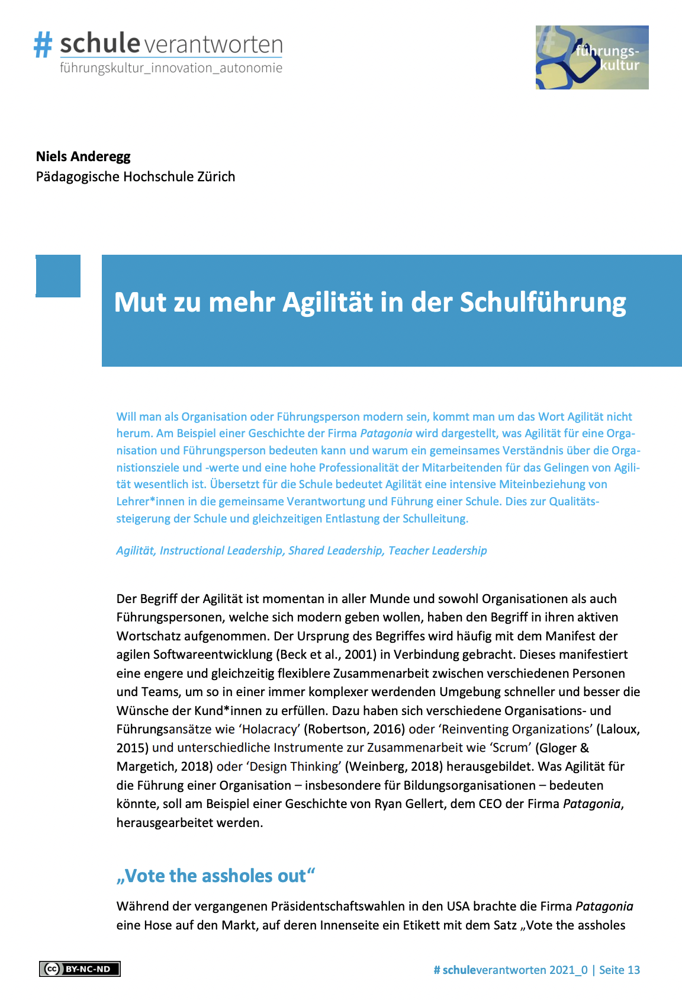 # schule verantworten
führungskultur_innovation_autonomie
führungs-
kultur
Niels Anderegg
Pädagogische Hochschule Zürich
Mut zu mehr Agilität in der Schulführung
Will man als Organisation oder Führungsperson modern sein, kommt man um das Wort Agilität nicht
herum. Am Beispiel einer Geschichte der Firma Patagonia wird dargestellt, was Agilität für eine Orga-
nisation und Führungsperson bedeuten kann und warum ein gemeinsames Verständnis über die Orga-
nistionsziele und -werte und eine hohe Professionalität der Mitarbeitenden für das Gelingen von Agili-
tät wesentlich ist. Übersetzt für die Schule bedeutet Agilität eine intensive Miteinbeziehung von
Lehrer*innen in die gemeinsame Verantwortung und Führung einer Schule. Dies zur Qualitäts-
steigerung der Schule und gleichzeitigen Entlastung der Schulleitung.
Agilität, Instructional Leadership, Shared Leadership, Teacher Leadership
Der Begriff der Agilität ist momentan in aller Munde und sowohl Organisationen als auch
Führungspersonen, welche sich modern geben wollen, haben den Begriff in ihren aktiven
Wortschatz aufgenommen. Der Ursprung des Begriffes wird häufig mit dem Manifest der
agilen Softwareentwicklung (Beck et al., 2001) in Verbindung gebracht. Dieses manifestiert
eine engere und gleichzeitig flexiblere Zusammenarbeit zwischen verschiedenen Personen
und Teams, um so in einer immer komplexer werdenden Umgebung schneller und besser die
Wünsche der Kund*innen zu erfüllen. Dazu haben sich verschiedene Organisations- und
Führungsansätze wie ‘Holacracy’ (Robertson, 2016) oder ‘Reinventing Organizations’ (Laloux,
2015) und unterschiedliche Instrumente zur Zusammenarbeit wie ‘Scrum’ (Gloger &
Margetich, 2018) oder ‘Design Thinking’ (Weinberg, 2018) herausgebildet. Was Agilität für
die Führung einer Organisation – insbesondere für Bildungsorganisationen – bedeuten
könnte, soll am Beispiel einer Geschichte von Ryan Gellert, dem CEO der Firma Patagonia,
herausgearbeitet werden.
„Vote the assholes out“
Während der vergangenen Präsidentschaftswahlen in den USA brachte die Firma Patagonia
eine Hose auf den Markt, auf deren Innenseite ein Etikett mit dem Satz „Vote the assholes
cc BY-NC-ND
# schuleverantworten 2021_0 | Seite 13